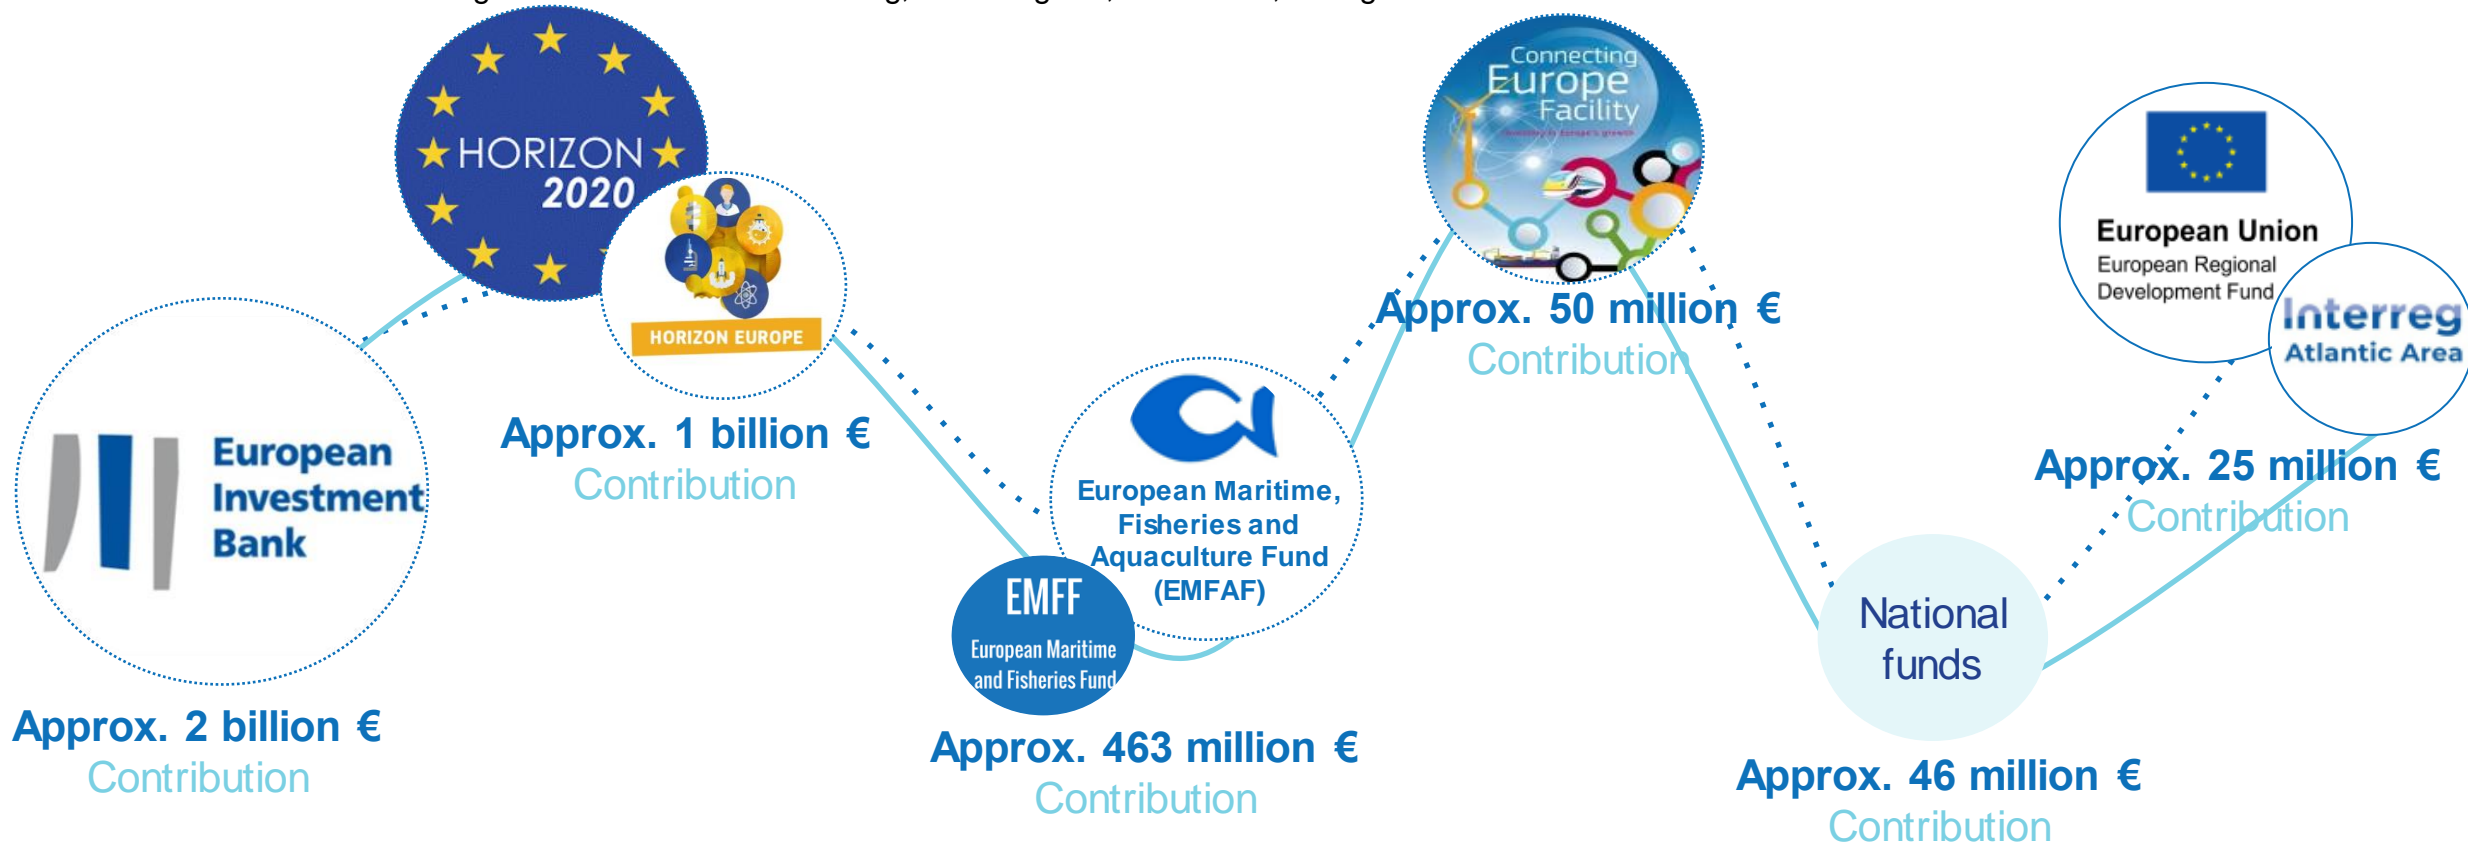 HORIZON
2020
HORIZON EUROPE
European
Investment
Bank
Approx. 2 billion €
Contribution
Approx. 1 billion €
Contribution
European Maritime,
Fisheries and
Aquaculture Fund
(EMFAF)
EMFF
European Maritime
and Fisheries Fund
Approx. 463 million €
Contribution
Connecting
Europe
Facility
Approx. 50 million €
Contribution
National
funds
Approx. 46 million €
Contribution
European Union
European Regional
Development Fund
Interreg
Atlantic Area
Approx. 25 million €
Contribution